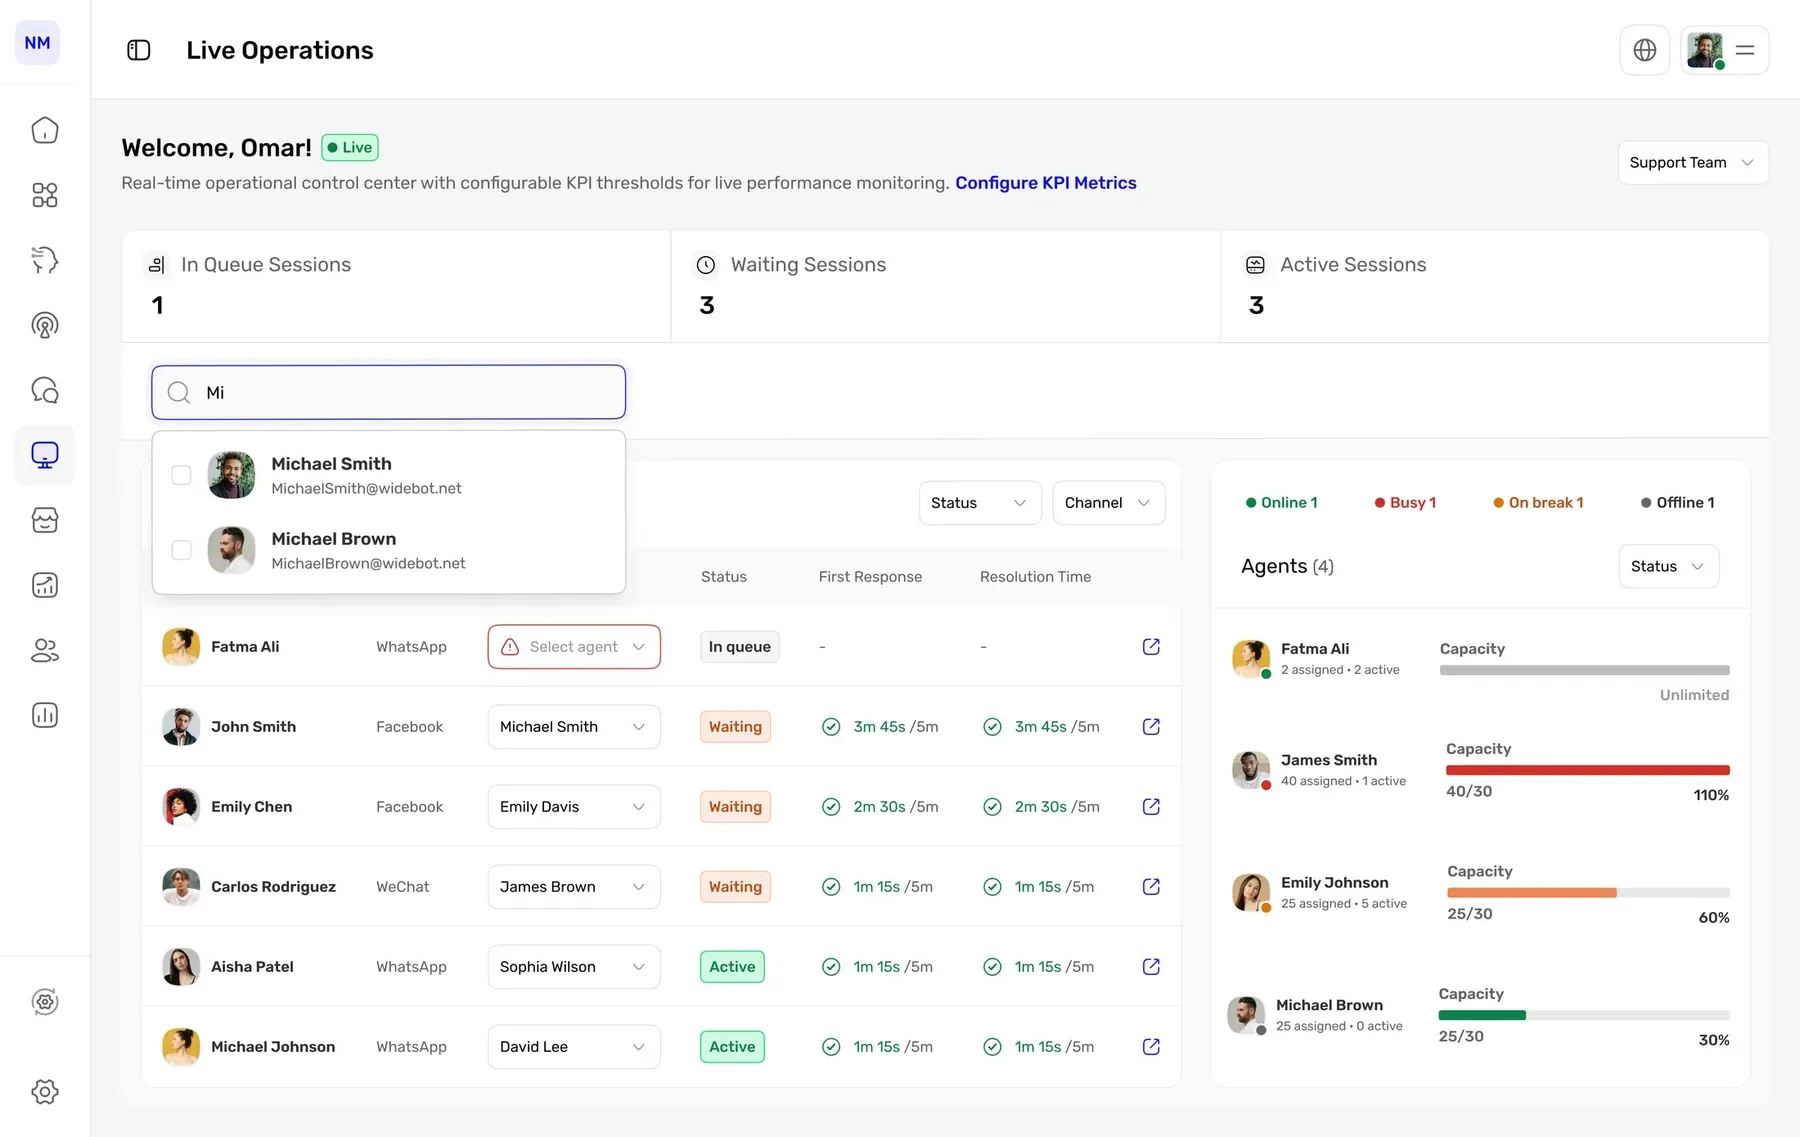 NM
Live Operations
Welcome, Omar!
Live
Real-time operational control center with configurable KPI thresholds for live performance monitoring. Configure KPI Metrics
Support Team
In Queue Sessions
1
Waiting Sessions
3
Active Sessions
3
Mi
Michael Smith
MichaelSmith@widebot.net
Michael Brown
MichaelBrown@widebot.net
Status
Channel
Status First Response Resolution Time
Fatma Ali WhatsApp Select agent In queue - -
John Smith Facebook Michael Smith Waiting 3m 45s /5m 3m 45s /5m
Emily Chen Facebook Emily Davis Waiting 2m 30s /5m 2m 30s /5m
Carlos Rodriguez WeChat James Brown Waiting 1m 15s /5m 1m 15s /5m
Aisha Patel WhatsApp Sophia Wilson Active 1m 15s /5m 1m 15s /5m
Michael Johnson WhatsApp David Lee Active 1m 15s /5m 1m 15s /5m
Online 1 Busy 1 On break 1 Offline 1
Agents (4)
Status
Fatma Ali
2 assigned • 2 active
Capacity
Unlimited
James Smith
40 assigned • 1 active
Capacity
40/30
110%
Emily Johnson
25 assigned • 5 active
Capacity
25/30
60%
Michael Brown
25 assigned • 0 active
Capacity
25/30
30%